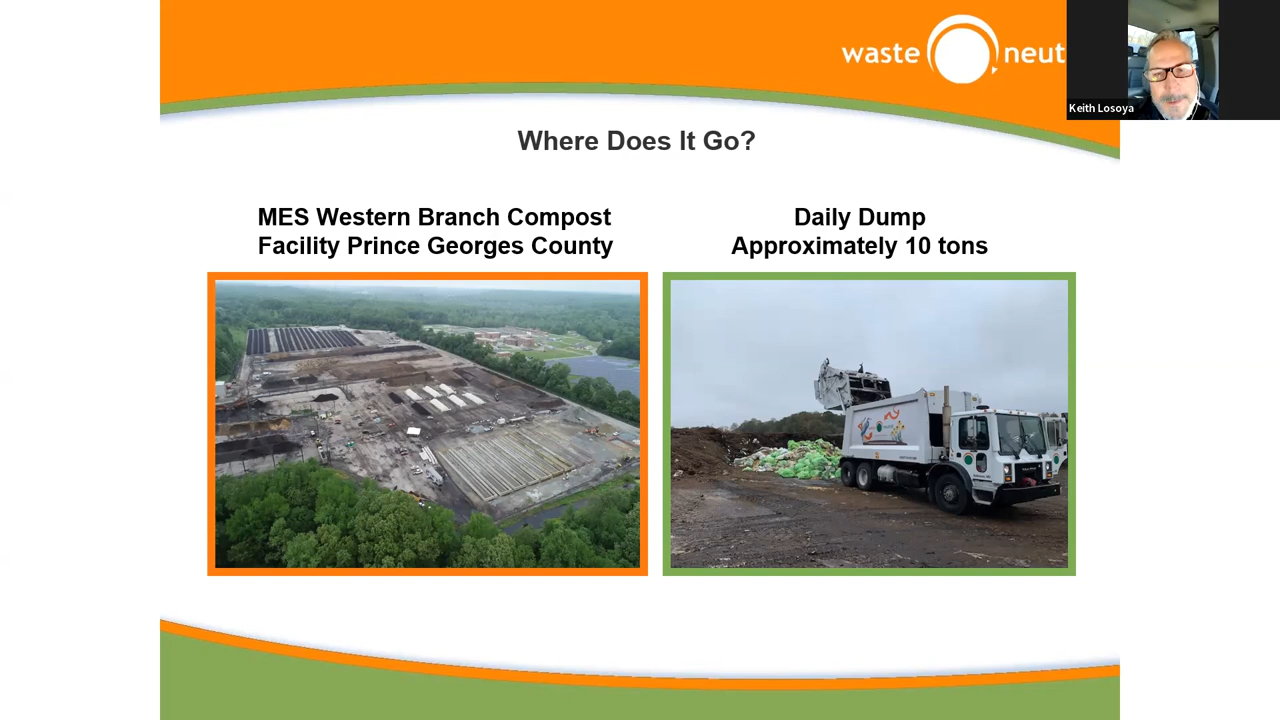 waste neut
Keith Losoya
Where Does It Go?
MES Western Branch Compost
Facility Prince Georges County
Daily Dump
Approximately 10 tons